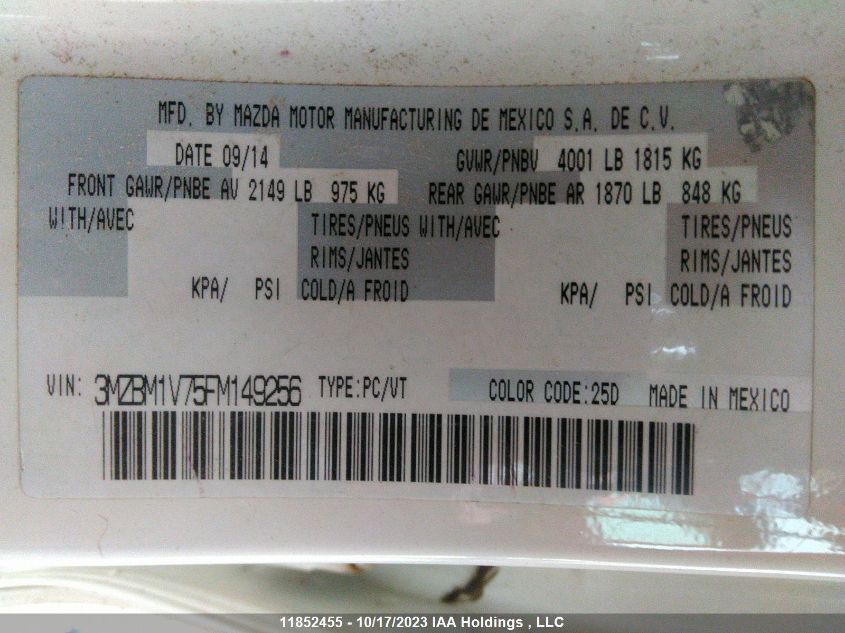 MFD. BY MAZDA MOTOR MANUFACTURING DE MEXICO S.A. DE C.V.
DATE 09/14 GVWR/PNBV 4001 LB 1815 KG
FRONT GAWR/PNBE AV 2149 LB 975 KG REAR GAWR/PNBE AR 1870 LB 848 KG
WITH/AVEC TIRES/PNEUS WITH/AVEC TIRES/PNEUS
RIMS/JANTES RIMS/JANTES
KPA/ PSI COLD/A FROID KPA/ PSI COLD/A FROID
VIN: 3MZBM1V75FM149256 TYPE:PC/VT COLOR CODE:25D MADE IN MEXICO
11852455 - 10/17/2023 IAA Holdings , LLC